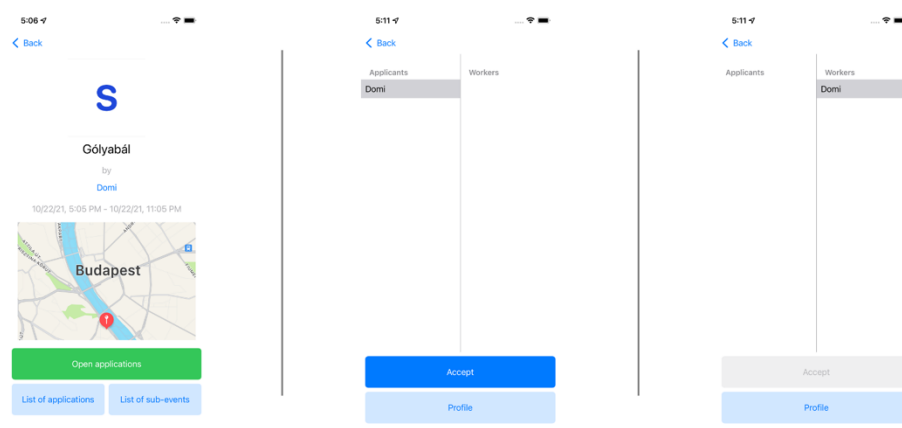 5:06
Back
S
Gólyabál
by
Domi
10/22/21, 5:05 PM - 10/22/21, 11:05 PM
Budapest
Open applications
List of applications
List of sub-events
5:11
Back
Applicants
Workers
Domi
Accept
Profile
5:11
Back
Applicants
Workers
Domi
Accept
Profile